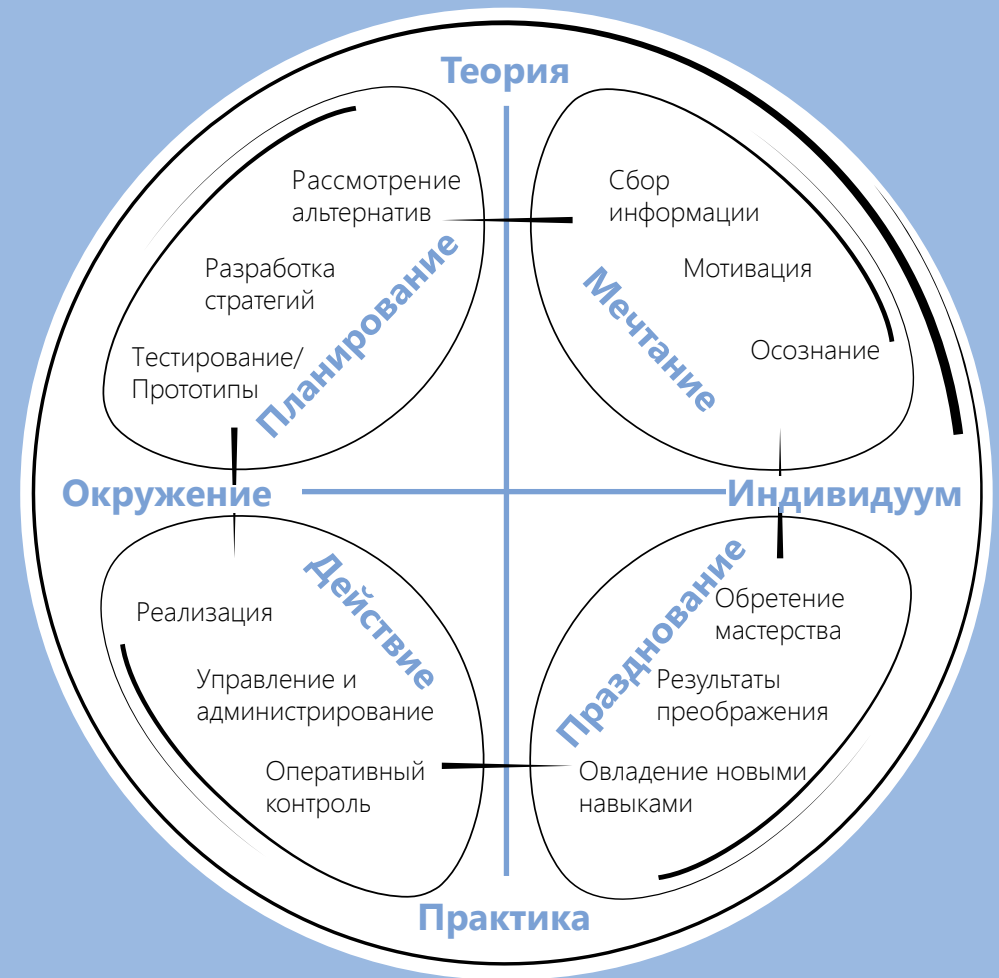 Теория
Рассмотрение
альтернатив
Разработка
стратегий
Тестирование/
Прототипы
Планирование
Сбор
информации
Мотивация
Осознание
Мечтание
Окружение
Индивидуум
Действие
Реализация
Управление и
администрирование
Оперативный
контроль
Празднование
Обретение
мастерства
Результаты
преображения
Овладение новыми
навыками
Практика